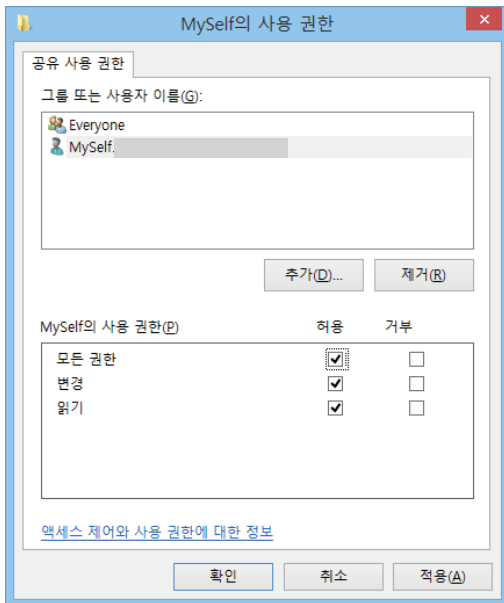 MySelf의 사용 권한
공유 사용 권한
그룹 또는 사용자 이름(G):
Everyone
MySelf.
추가(D)... 제거(R)
MySelf의 사용 권한(P) 허용 거부
모든 권한
변경
읽기
액세스 제어와 사용 권한에 대한 정보
확인 취소 적용(A)